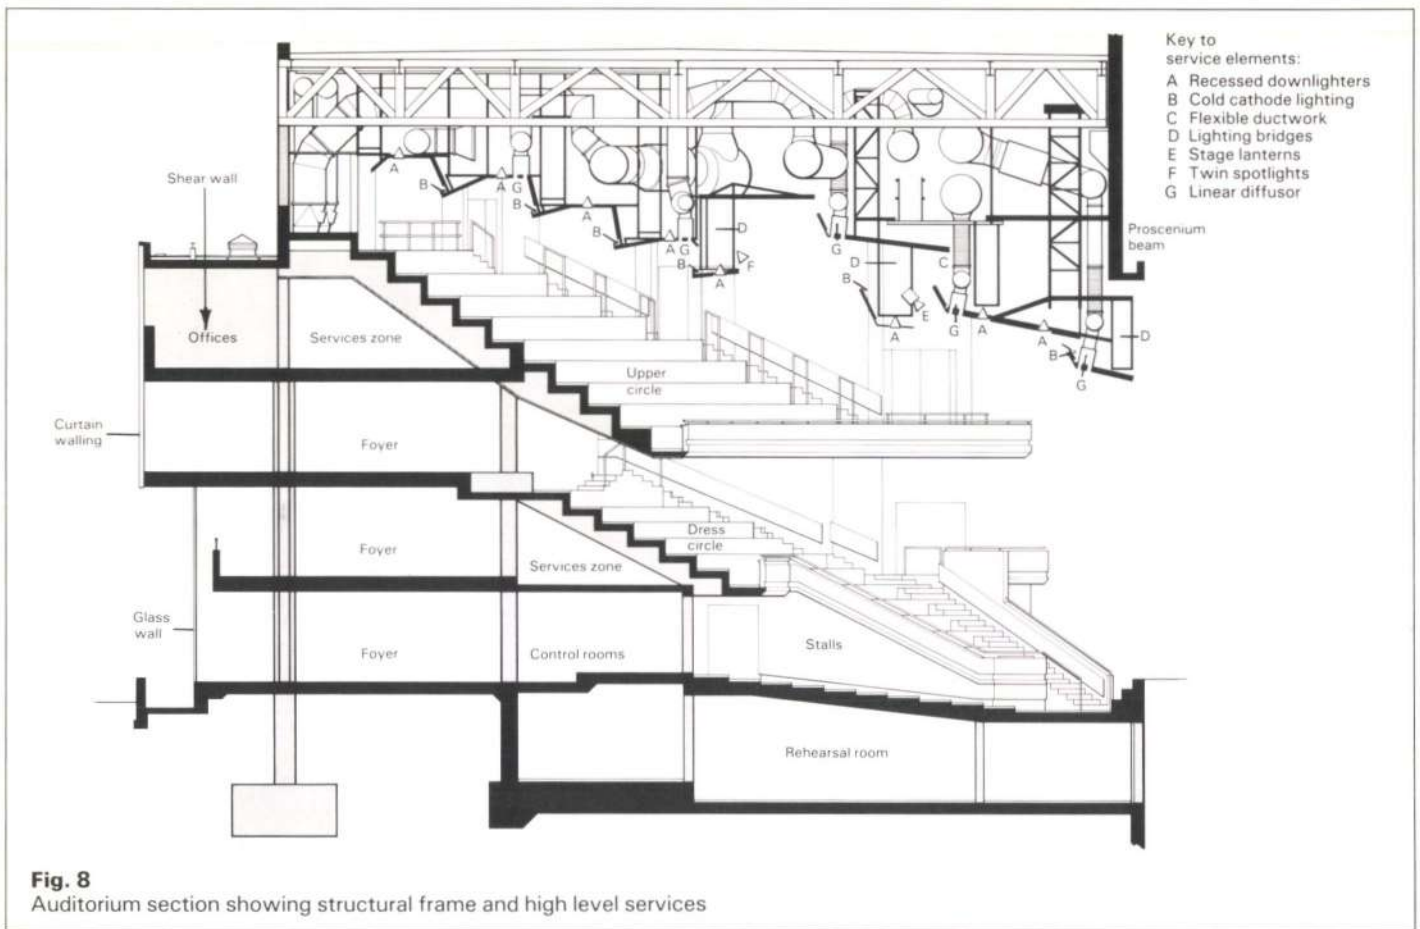 Key to
service elements:
A Recessed downlighters
B Cold cathode lighting
C Flexible ductwork
D Lighting bridges
E Stage lanterns
F Twin spotlights
G Linear diffusor
Shear wall
A
B
A
G
B
A
B
A
G
B
A
D
F
G
D
B
A
E
C
G
A
A
B
G
D
Proscenium
beam
Offices
Services zone
Upper
circle
Curtain
walling
Foyer
Dress
circle
Foyer
Services zone
Glass
wall
Foyer
Control rooms
Stalls
Rehearsal room
Fig. 8
Auditorium section showing structural frame and high level services